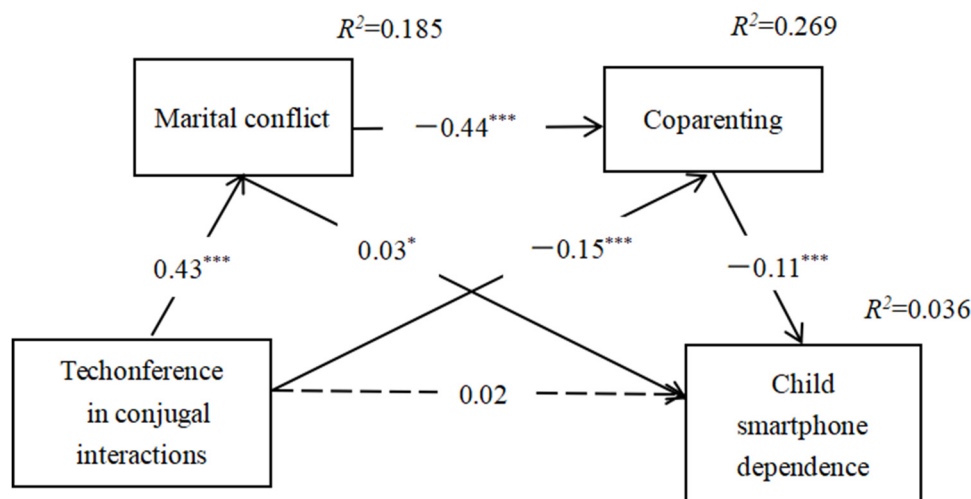 R²=0.185
R²=0.269
Marital conflict
−0.44***
Coparenting
0.43***
0.03*
−0.15***
−0.11***
R²=0.036
Techonference
in conjugal
interactions
0.02
Child
smartphone
dependence